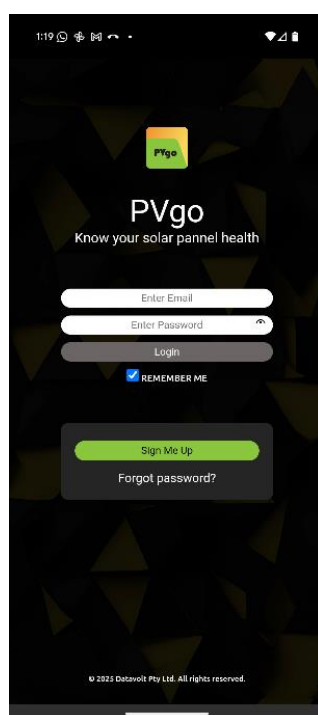 1:19
PVgo
PVgo
Know your solar pannel health
Enter Email
Enter Password
Login
REMEMBER ME
Sign Me Up
Forgot password?
© 2025 Datavolt Pty Ltd. All rights reserved.